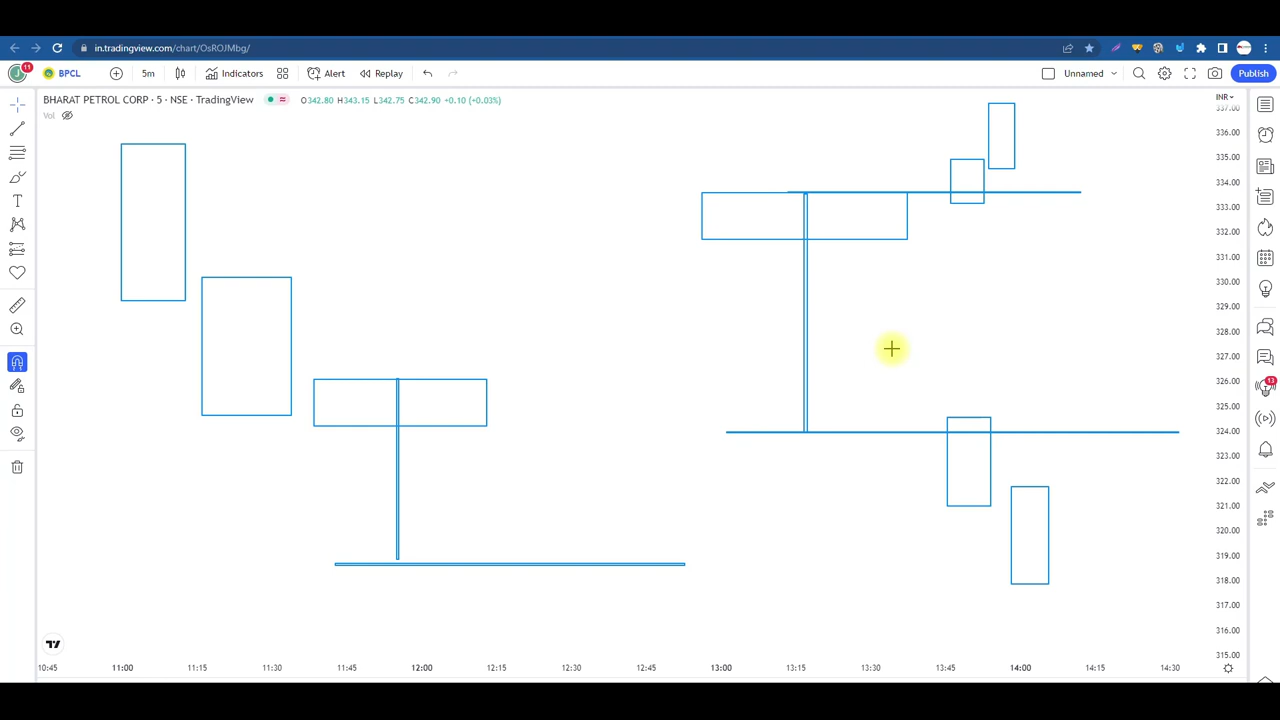 in.tradingview.com/chart/OsROJMbg/
11
BPCL
5m
Indicators
Alert
Replay
Unnamed
Publish
BHARAT PETROL CORP · 5 · NSE · TradingView
O342.80 H343.15 L342.75 C342.90 +0.10 (+0.03%)
INR
Vol
337.00
336.00
335.00
334.00
333.00
332.00
331.00
330.00
329.00
328.00
327.00
326.00
325.00
324.00
323.00
322.00
321.00
320.00
319.00
318.00
317.00
316.00
315.00
13
10:45 11:00 11:15 11:30 11:45 12:00 12:15 12:30 12:45 13:00 13:15 13:30 13:45 14:00 14:15 14:30